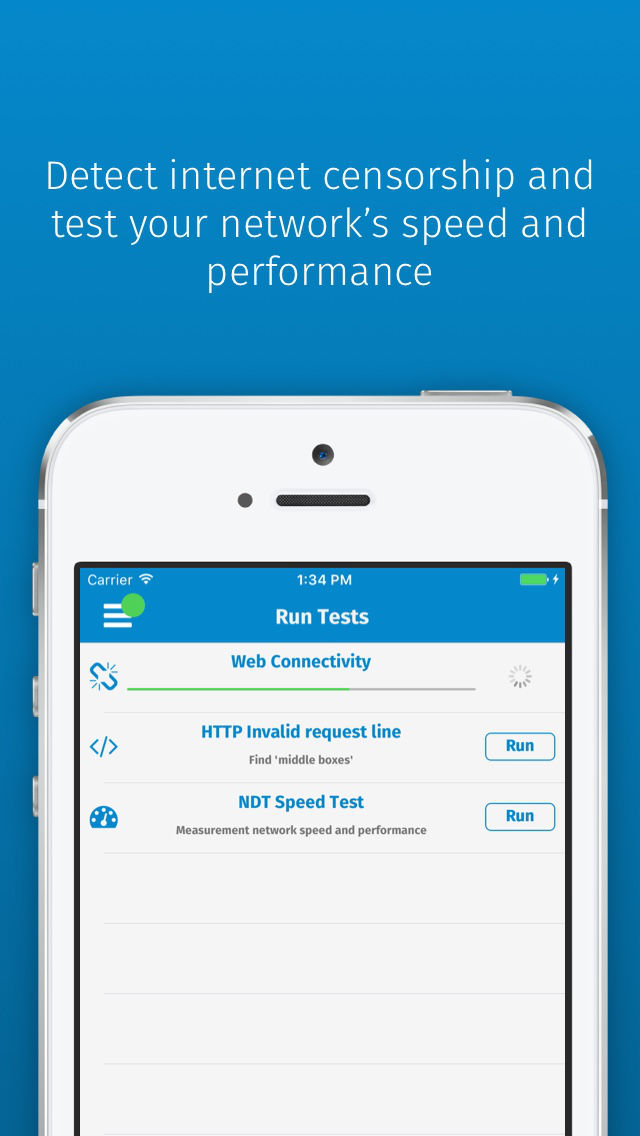 Detect internet censorship and
test your network’s speed and
performance
Carrier 1:34 PM
Run Tests
Web Connectivity
HTTP Invalid request line
Find 'middle boxes'
Run
NDT Speed Test
Measurement network speed and performance
Run